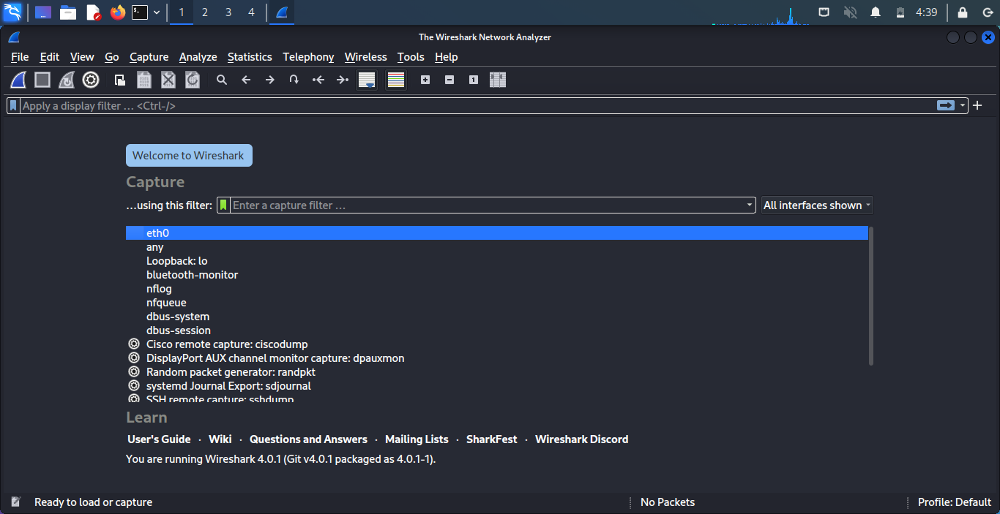 1 2 3 4 4:39
The Wireshark Network Analyzer
File Edit View Go Capture Analyze Statistics Telephony Wireless Tools Help
Apply a display filter … <Ctrl-/>
Welcome to Wireshark
Capture
…using this filter: Enter a capture filter … All interfaces shown
eth0
any
Loopback: lo
bluetooth-monitor
nflog
nfqueue
dbus-system
dbus-session
Cisco remote capture: ciscodump
DisplayPort AUX channel monitor capture: dpauxmon
Random packet generator: randpkt
systemd Journal Export: sdjournal
SSH remote capture: sshdump
Learn
User's Guide · Wiki · Questions and Answers · Mailing Lists · SharkFest · Wireshark Discord
You are running Wireshark 4.0.1 (Git v4.0.1 packaged as 4.0.1-1).
Ready to load or capture No Packets Profile: Default